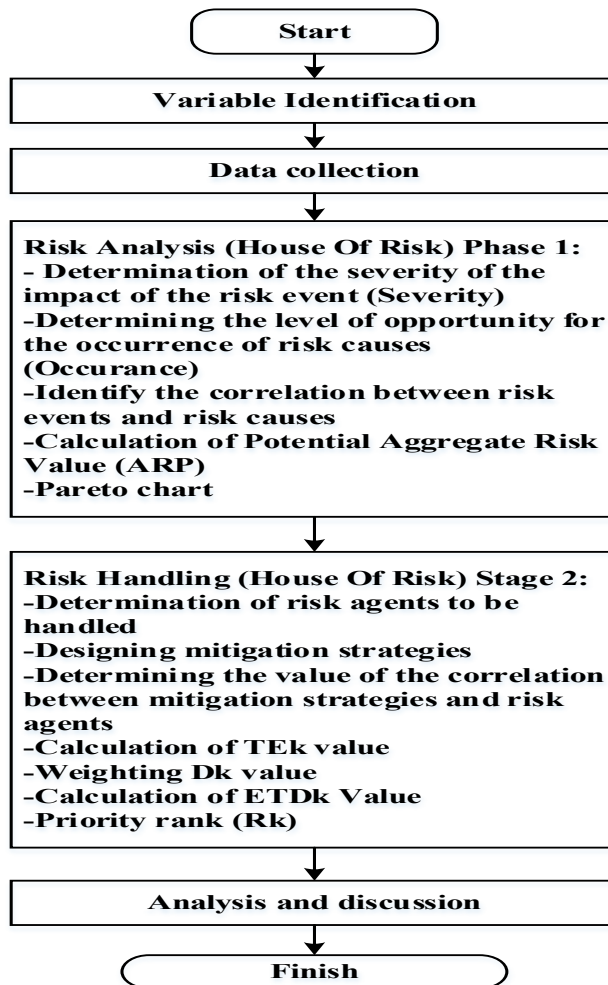 Start
Variable Identification
Data collection
Risk Analysis (House Of Risk) Phase 1:
- Determination of the severity of the
impact of the risk event (Severity)
-Determining the level of opportunity for
the occurrence of risk causes
(Occurance)
-Identify the correlation between risk
events and risk causes
-Calculation of Potential Aggregate Risk
Value (ARP)
-Pareto chart
Risk Handling (House Of Risk) Stage 2:
-Determination of risk agents to be
handled
-Designing mitigation strategies
-Determining the value of the correlation
between mitigation strategies and risk
agents
-Calculation of TEk value
-Weighting Dk value
-Calculation of ETDk Value
-Priority rank (Rk)
Analysis and discussion
Finish